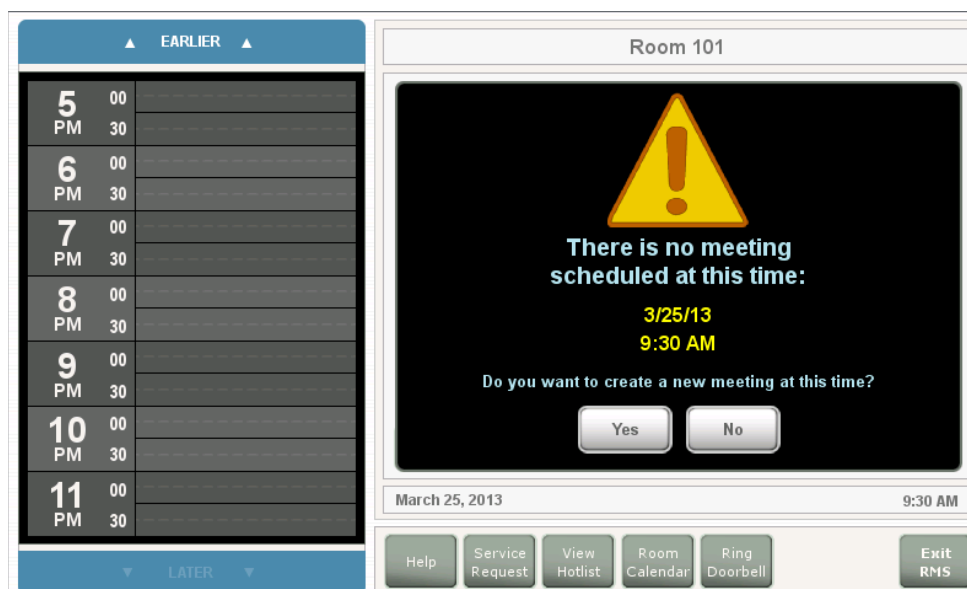 ▲ EARLIER ▲
5 PM 00
30
6 PM 00
30
7 PM 00
30
8 PM 00
30
9 PM 00
30
10 PM 00
30
11 PM 00
30
▼ LATER ▼
Room 101
There is no meeting
scheduled at this time:
3/25/13
9:30 AM
Do you want to create a new meeting at this time?
Yes No
March 25, 2013 9:30 AM
Help
Service
Request
View
Hotlist
Room
Calendar
Ring
Doorbell
Exit
RMS